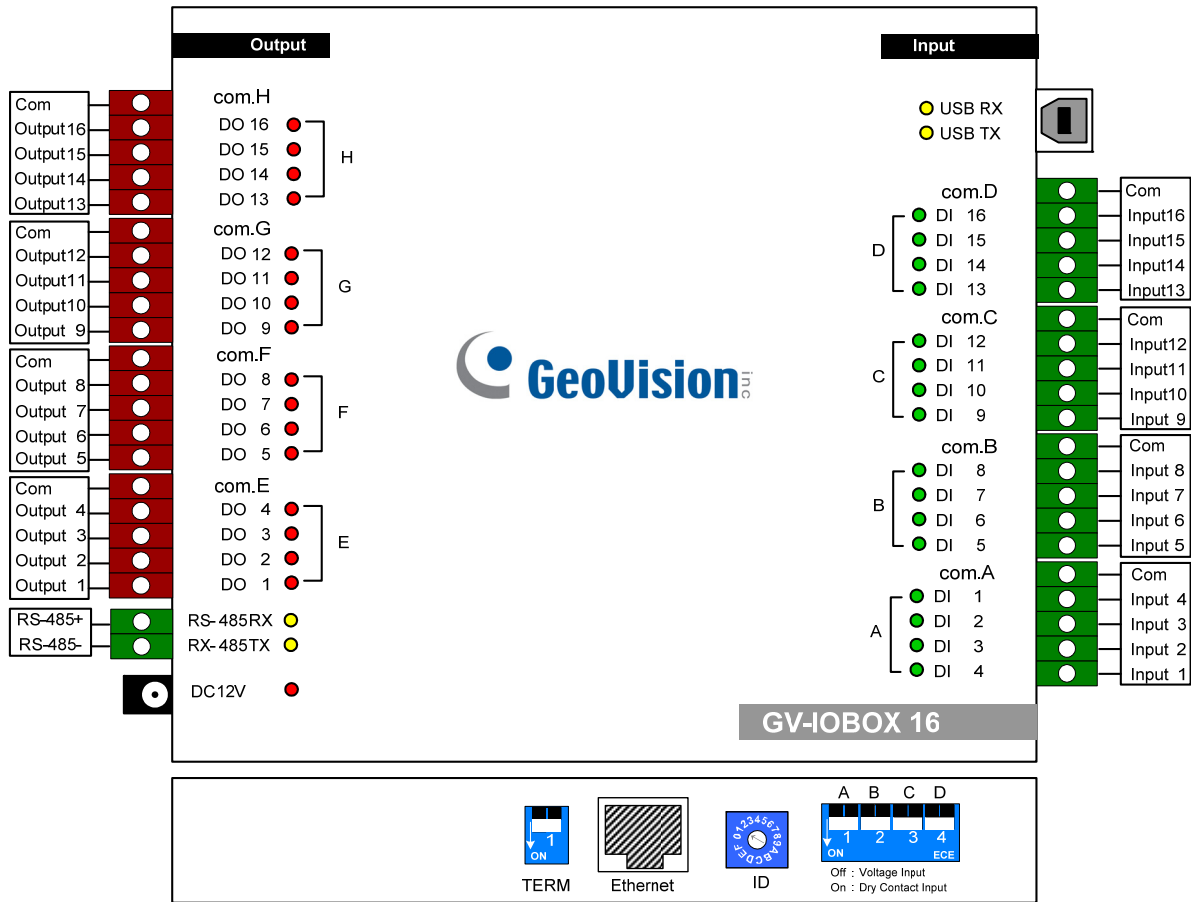 Output
Input
Com
Output16
Output15
Output14
Output13
Com
Output12
Output11
Output10
Output 9
Com
Output 8
Output 7
Output 6
Output 5
Com
Output 4
Output 3
Output 2
Output 1
RS-485+
RS-485-
com.H
DO 16
DO 15
DO 14
DO 13
H
com.G
DO 12
DO 11
DO 10
DO 9
G
com.F
DO 8
DO 7
DO 6
DO 5
F
com.E
DO 4
DO 3
DO 2
DO 1
E
RS-485RX
RX-485TX
DC12V
GeoVision inc
USB RX
USB TX
com.D
DI 16
DI 15
DI 14
DI 13
D
com.C
DI 12
DI 11
DI 10
DI 9
C
com.B
DI 8
DI 7
DI 6
DI 5
B
com.A
DI 1
DI 2
DI 3
DI 4
A
Com
Input16
Input15
Input14
Input13
Com
Input12
Input11
Input10
Input 9
Com
Input 8
Input 7
Input 6
Input 5
Com
Input 4
Input 3
Input 2
Input 1
GV-IOBOX 16
1
ON
TERM
Ethernet
0123456789ABCDEF
ID
A B C D
1 2 3 4
ON ECE
Off : Voltage Input
On : Dry Contact Input